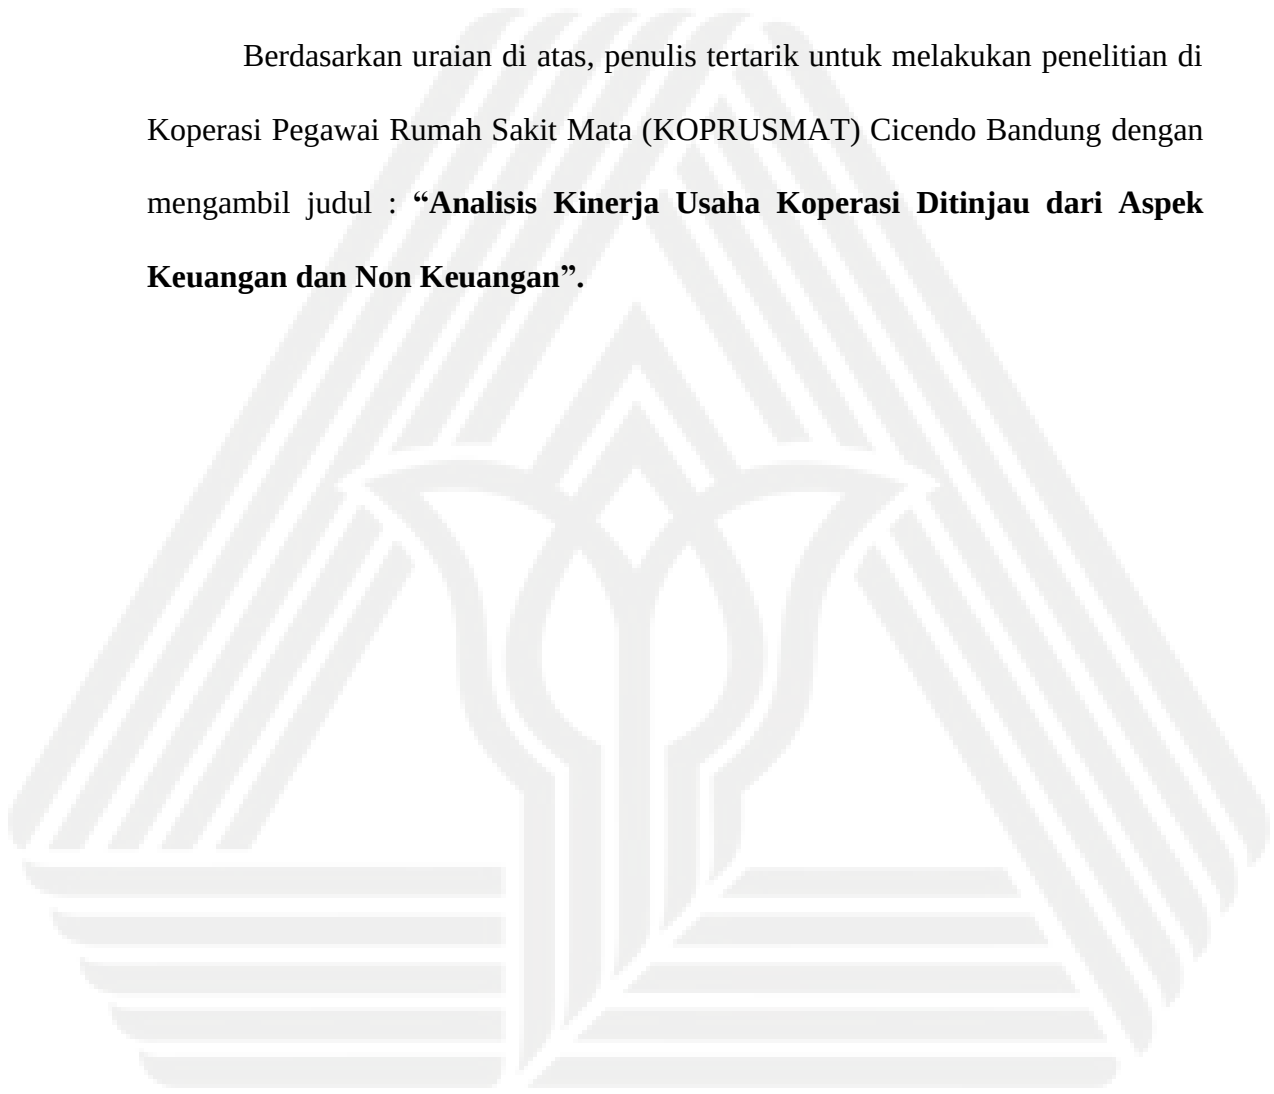 Berdasarkan uraian di atas, penulis tertarik untuk melakukan penelitian di
Koperasi Pegawai Rumah Sakit Mata (KOPRUSMAT) Cicendo Bandung dengan
mengambil judul : “Analisis Kinerja Usaha Koperasi Ditinjau dari Aspek
Keuangan dan Non Keuangan”.